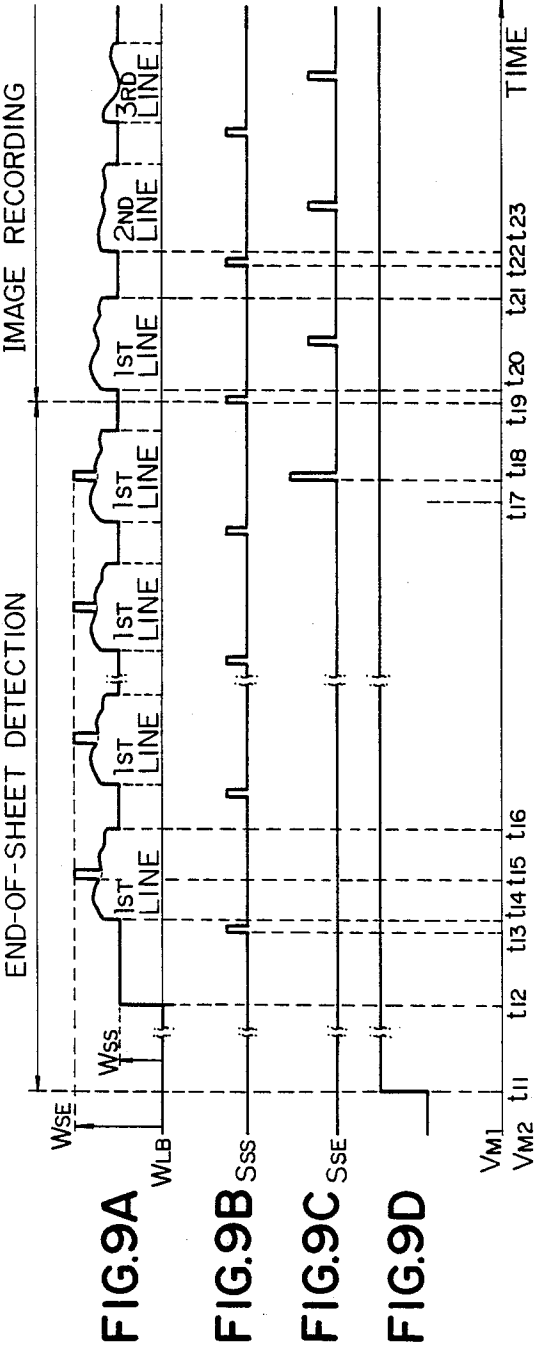 END-OF-SHEET DETECTION
IMAGE RECORDING
FIG.9A
WSE
WSS
WLB
1ST LINE
1ST LINE
1ST LINE
1ST LINE
1ST LINE
2ND LINE
3RD LINE
FIG.9B
SSS
FIG.9C
SSE
FIG.9D
VM1
VM2
t11 t12 t13 t14 t15 t16 t17 t18 t19 t20 t21 t22 t23 TIME